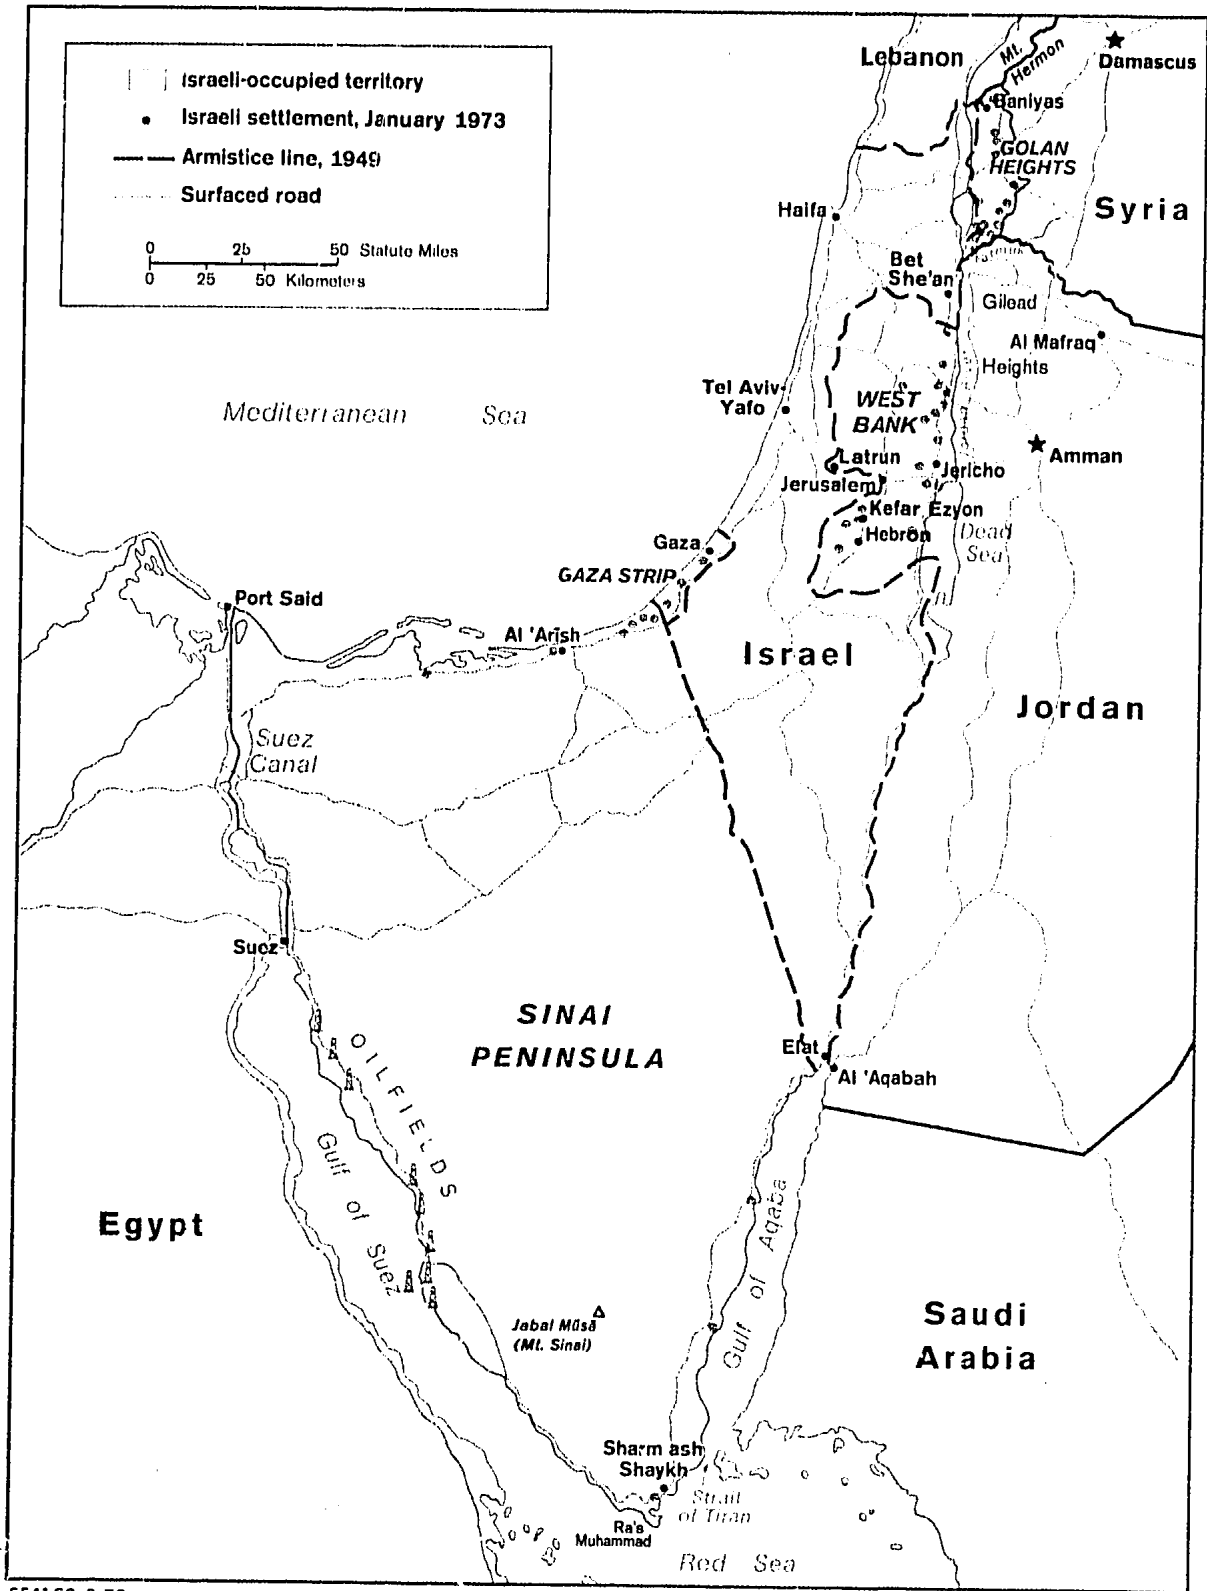 Israeli-occupied territory
Israeli settlement, January 1973
Armistice line, 1949
Surfaced road
0 25 50 Statute Miles
0 25 50 Kilometers
Lebanon
Mt.
Hermon
Damascus
Baniyas
GOLAN
HEIGHTS
Syria
Haifa
Bet
She'an
Gilead
Al Mafraq
Heights
Tel Aviv-
Yafo
Mediterranean Sea
WEST
BANK
Amman
Latrun
Jericho
Jerusalem
Kefar Ezyon
Hebron
Dead
Sea
Gaza
GAZA STRIP
Port Said
Al 'Arīsh
Israel
Jordan
Suez
Canal
Suez
SINAI
PENINSULA
Elat
Al 'Aqabah
OILFIELDS
Gulf of Suez
Gulf of Aqaba
Egypt
Jabal Mūsá
(Mt. Sinai)
Saudi
Arabia
Sharm ash
Shaykh
Strait
of Tiran
Ra's
Muhammad
Red Sea